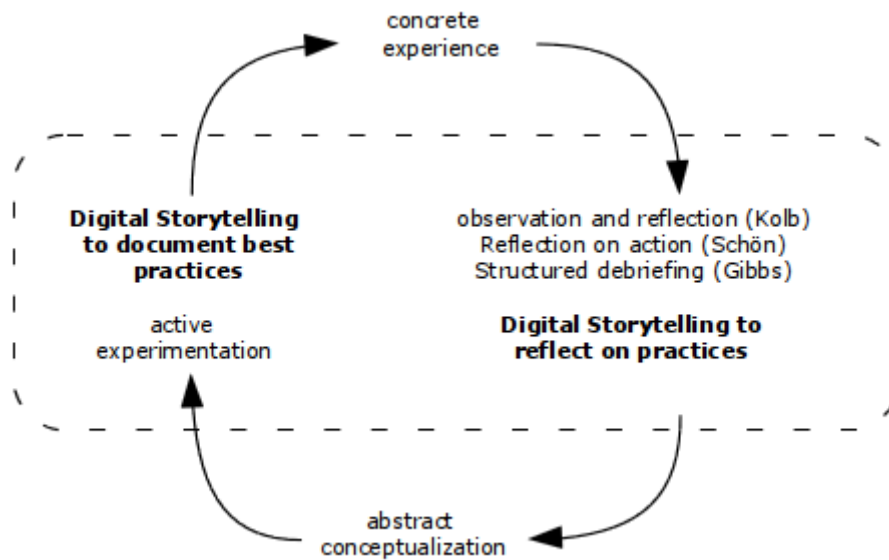 concrete
experience
Digital Storytelling
to document best
practices
active
experimentation
observation and reflection (Kolb)
Reflection on action (Schön)
Structured debriefing (Gibbs)
Digital Storytelling to
reflect on practices
abstract
conceptualization